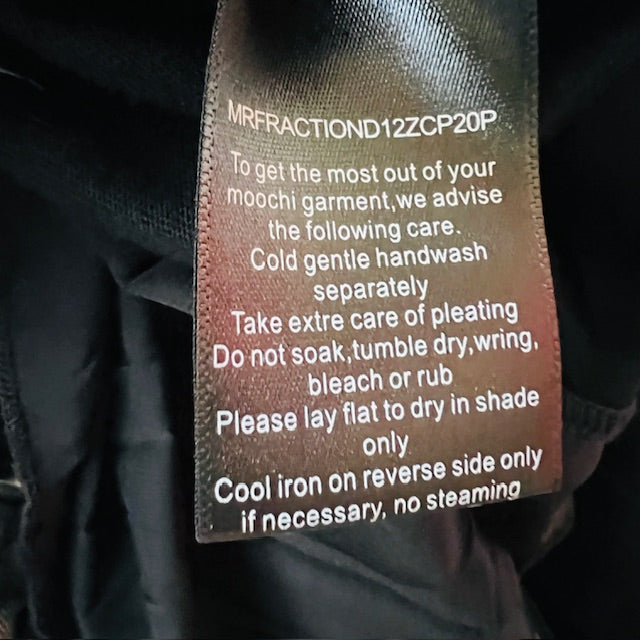 MRFRACTIOND12ZCP20P
To get the most out of your
moochi garment,we advise
the following care.
Cold gentle handwash
separately
Take extre care of pleating
Do not soak,tumble dry,wring,
bleach or rub
Please lay flat to dry in shade
only
Cool iron on reverse side only
if necessary, no steaming